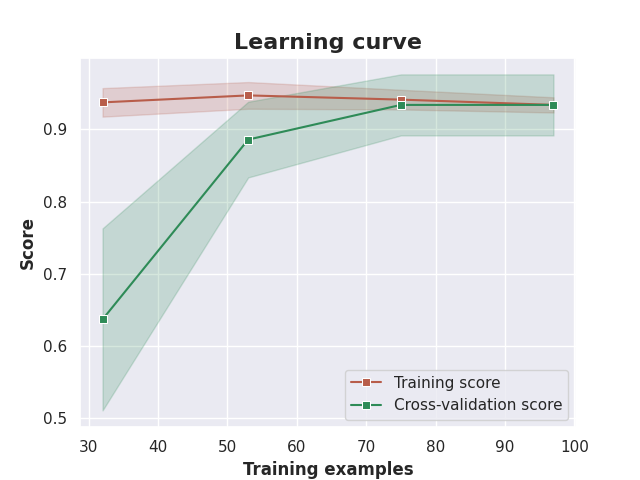 Learning curve
Score
0.9
0.8
0.7
0.6
0.5
Training score
Cross-validation score
30 40 50 60 70 80 90 100
Training examples